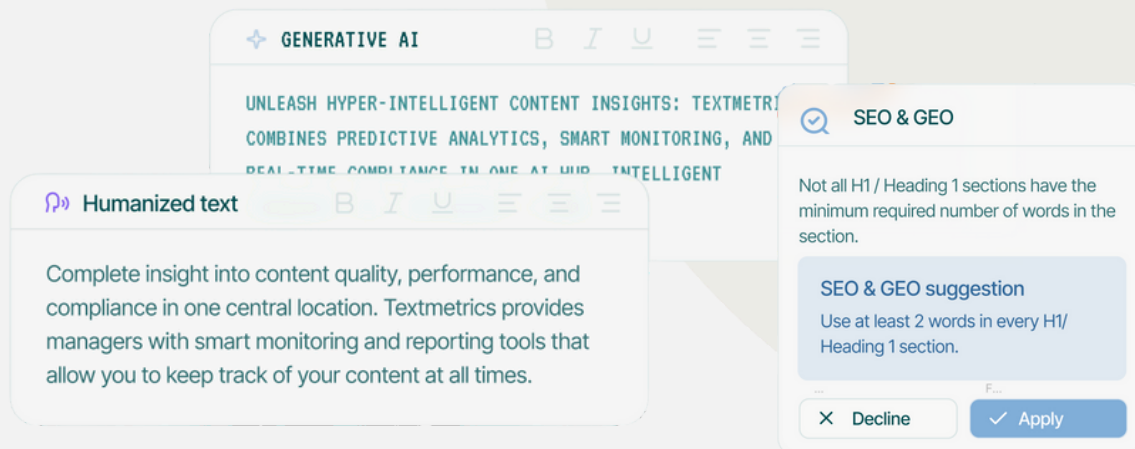 GENERATIVE AI
UNLEASH HYPER-INTELLIGENT CONTENT INSIGHTS: TEXTMETRI
COMBINES PREDICTIVE ANALYTICS, SMART MONITORING, AND
REAL-TIME COMPLIANCE IN ONE AI HUB. INTELLIGENT
Humanized text
Complete insight into content quality, performance, and
compliance in one central location. Textmetrics provides
managers with smart monitoring and reporting tools that
allow you to keep track of your content at all times.
SEO & GEO
Not all H1 / Heading 1 sections have the
minimum required number of words in the
section.
SEO & GEO suggestion
Use at least 2 words in every H1/
Heading 1 section.
... F...
Decline
Apply